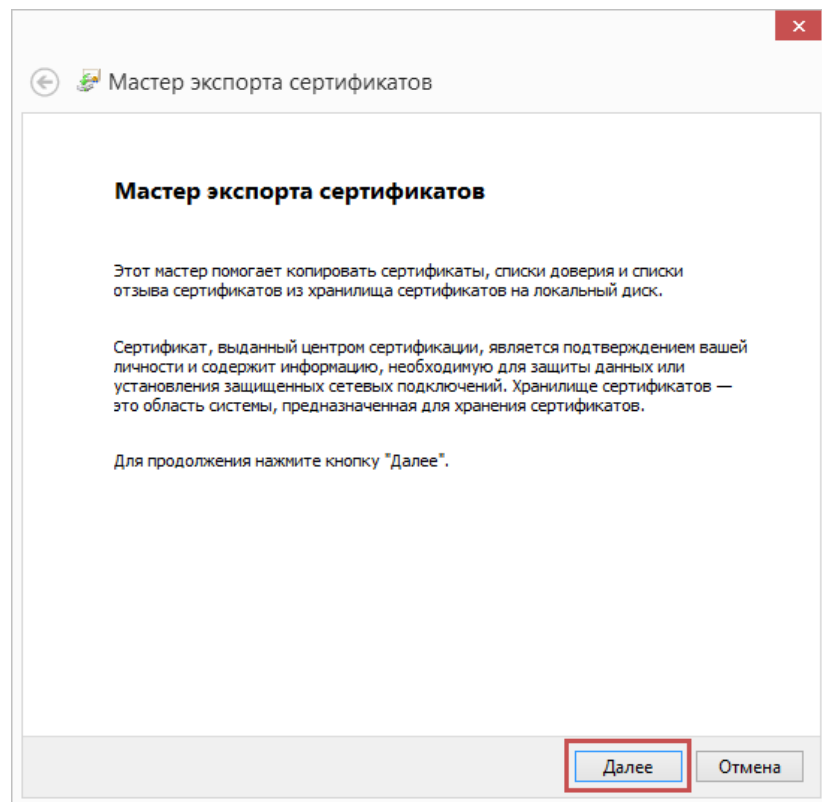 Мастер экспорта сертификатов
Мастер экспорта сертификатов
Этот мастер помогает копировать сертификаты, списки доверия и списки
отзыва сертификатов из хранилища сертификатов на локальный диск.
Сертификат, выданный центром сертификации, является подтверждением вашей
личности и содержит информацию, необходимую для защиты данных или
установления защищенных сетевых подключений. Хранилище сертификатов —
это область системы, предназначенная для хранения сертификатов.
Для продолжения нажмите кнопку "Далее".
Далее Отмена